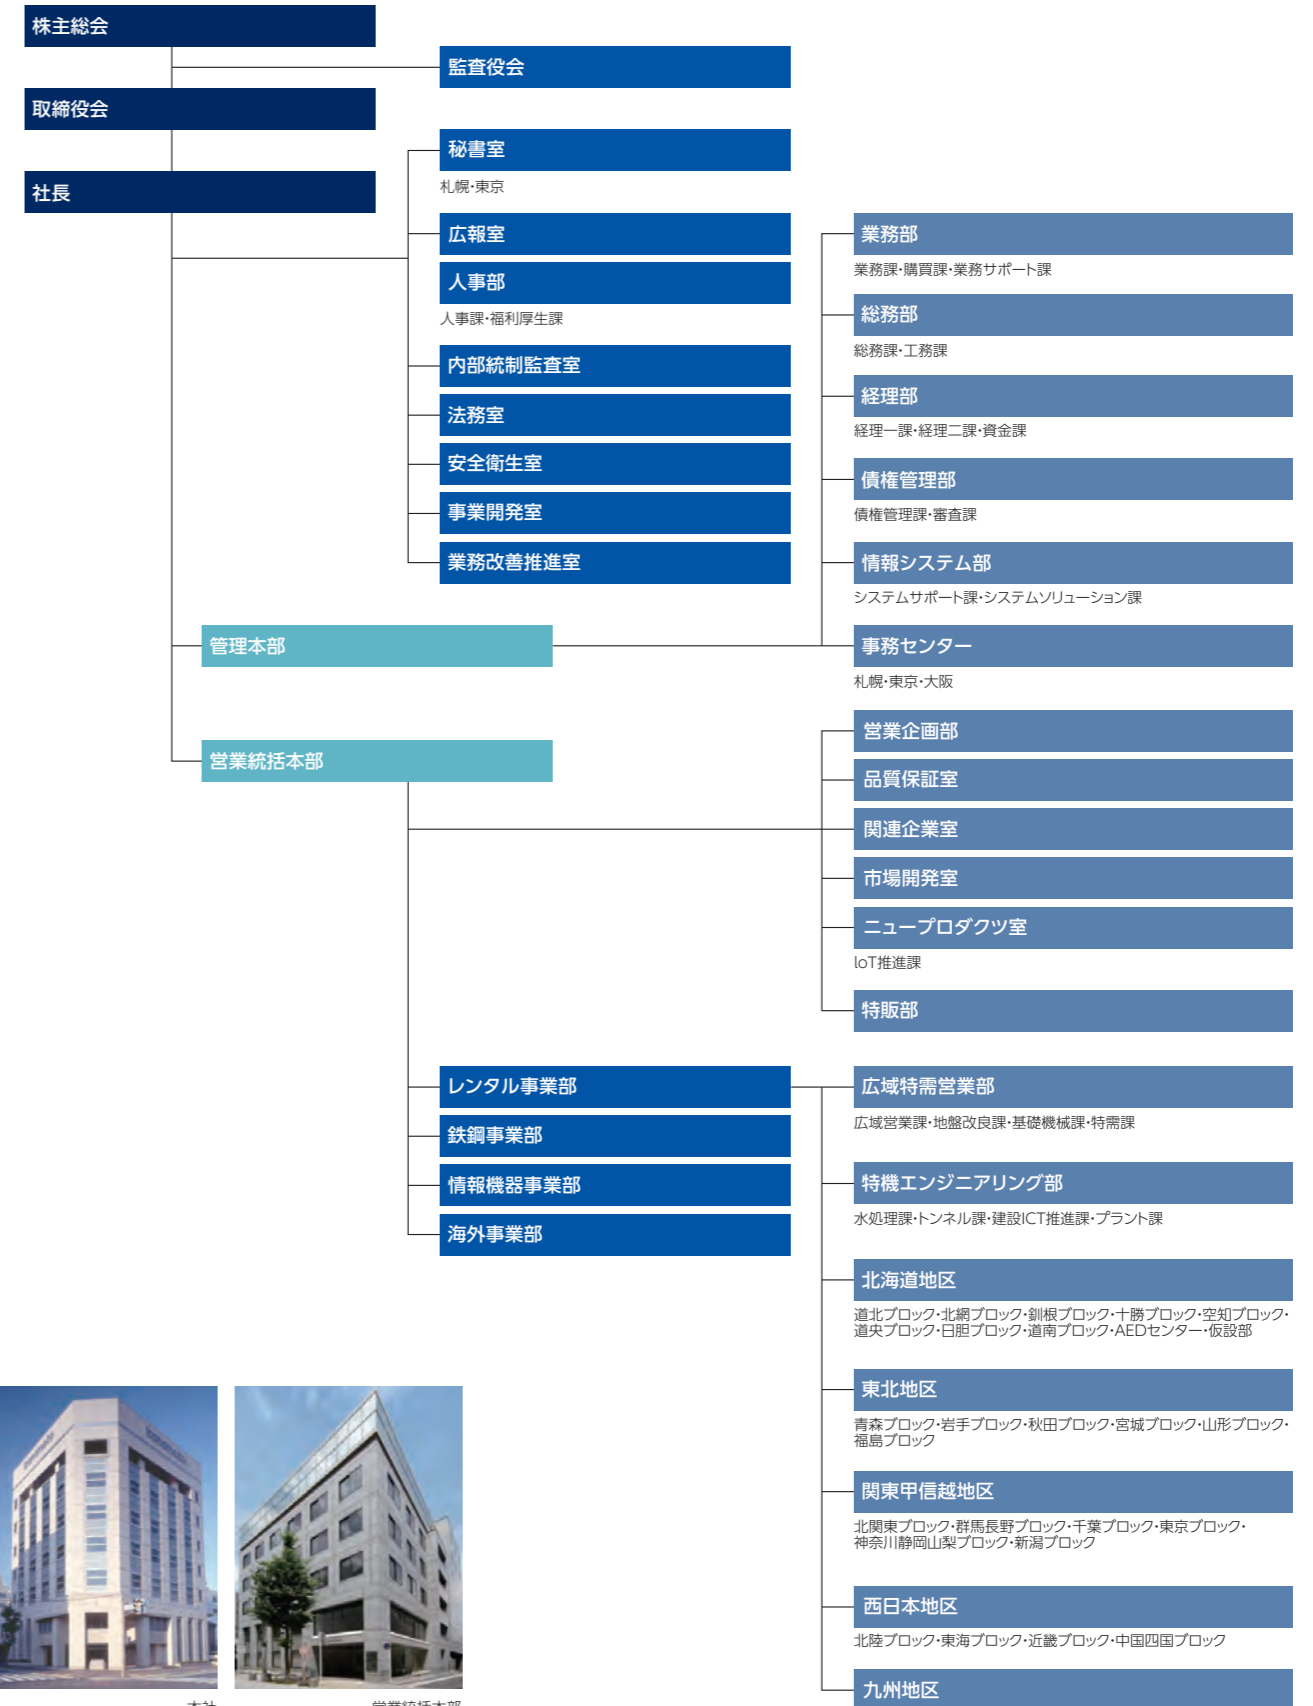 株主総会
監査役会
取締役会
社長
秘書室
札幌・東京
広報室
人事部
人事課・福利厚生課
内部統制監査室
法務室
安全衛生室
事業開発室
業務改善推進室
管理本部
業務部
業務課・購買課・業務サポート課
総務部
総務課・工務課
経理部
経理一課・経理二課・資金課
債権管理部
債権管理課・審査課
情報システム部
システムサポート課・システムソリューション課
事務センター
札幌・東京・大阪
営業統括本部
営業企画部
品質保証室
関連企業室
市場開発室
ニュープロダクツ室
IoT推進課
特販部
レンタル事業部
鉄鋼事業部
情報機器事業部
海外事業部
広域特需営業部
広域営業課・地盤改良課・基礎機械課・特需課
特機エンジニアリング部
水処理課・トンネル課・建設ICT推進課・プラント課
北海道地区
道北ブロック・北網ブロック・釧根ブロック・十勝ブロック・空知ブロック・
道央ブロック・日胆ブロック・道南ブロック・AEDセンター・仮設部
東北地区
青森ブロック・岩手ブロック・秋田ブロック・宮城ブロック・山形ブロック・
福島ブロック
関東甲信越地区
北関東ブロック・群馬長野ブロック・千葉ブロック・東京ブロック・
神奈川静岡山梨ブロック・新潟ブロック
西日本地区
北陸ブロック・東海ブロック・近畿ブロック・中国四国ブロック
九州地区
本社
営業統括本部